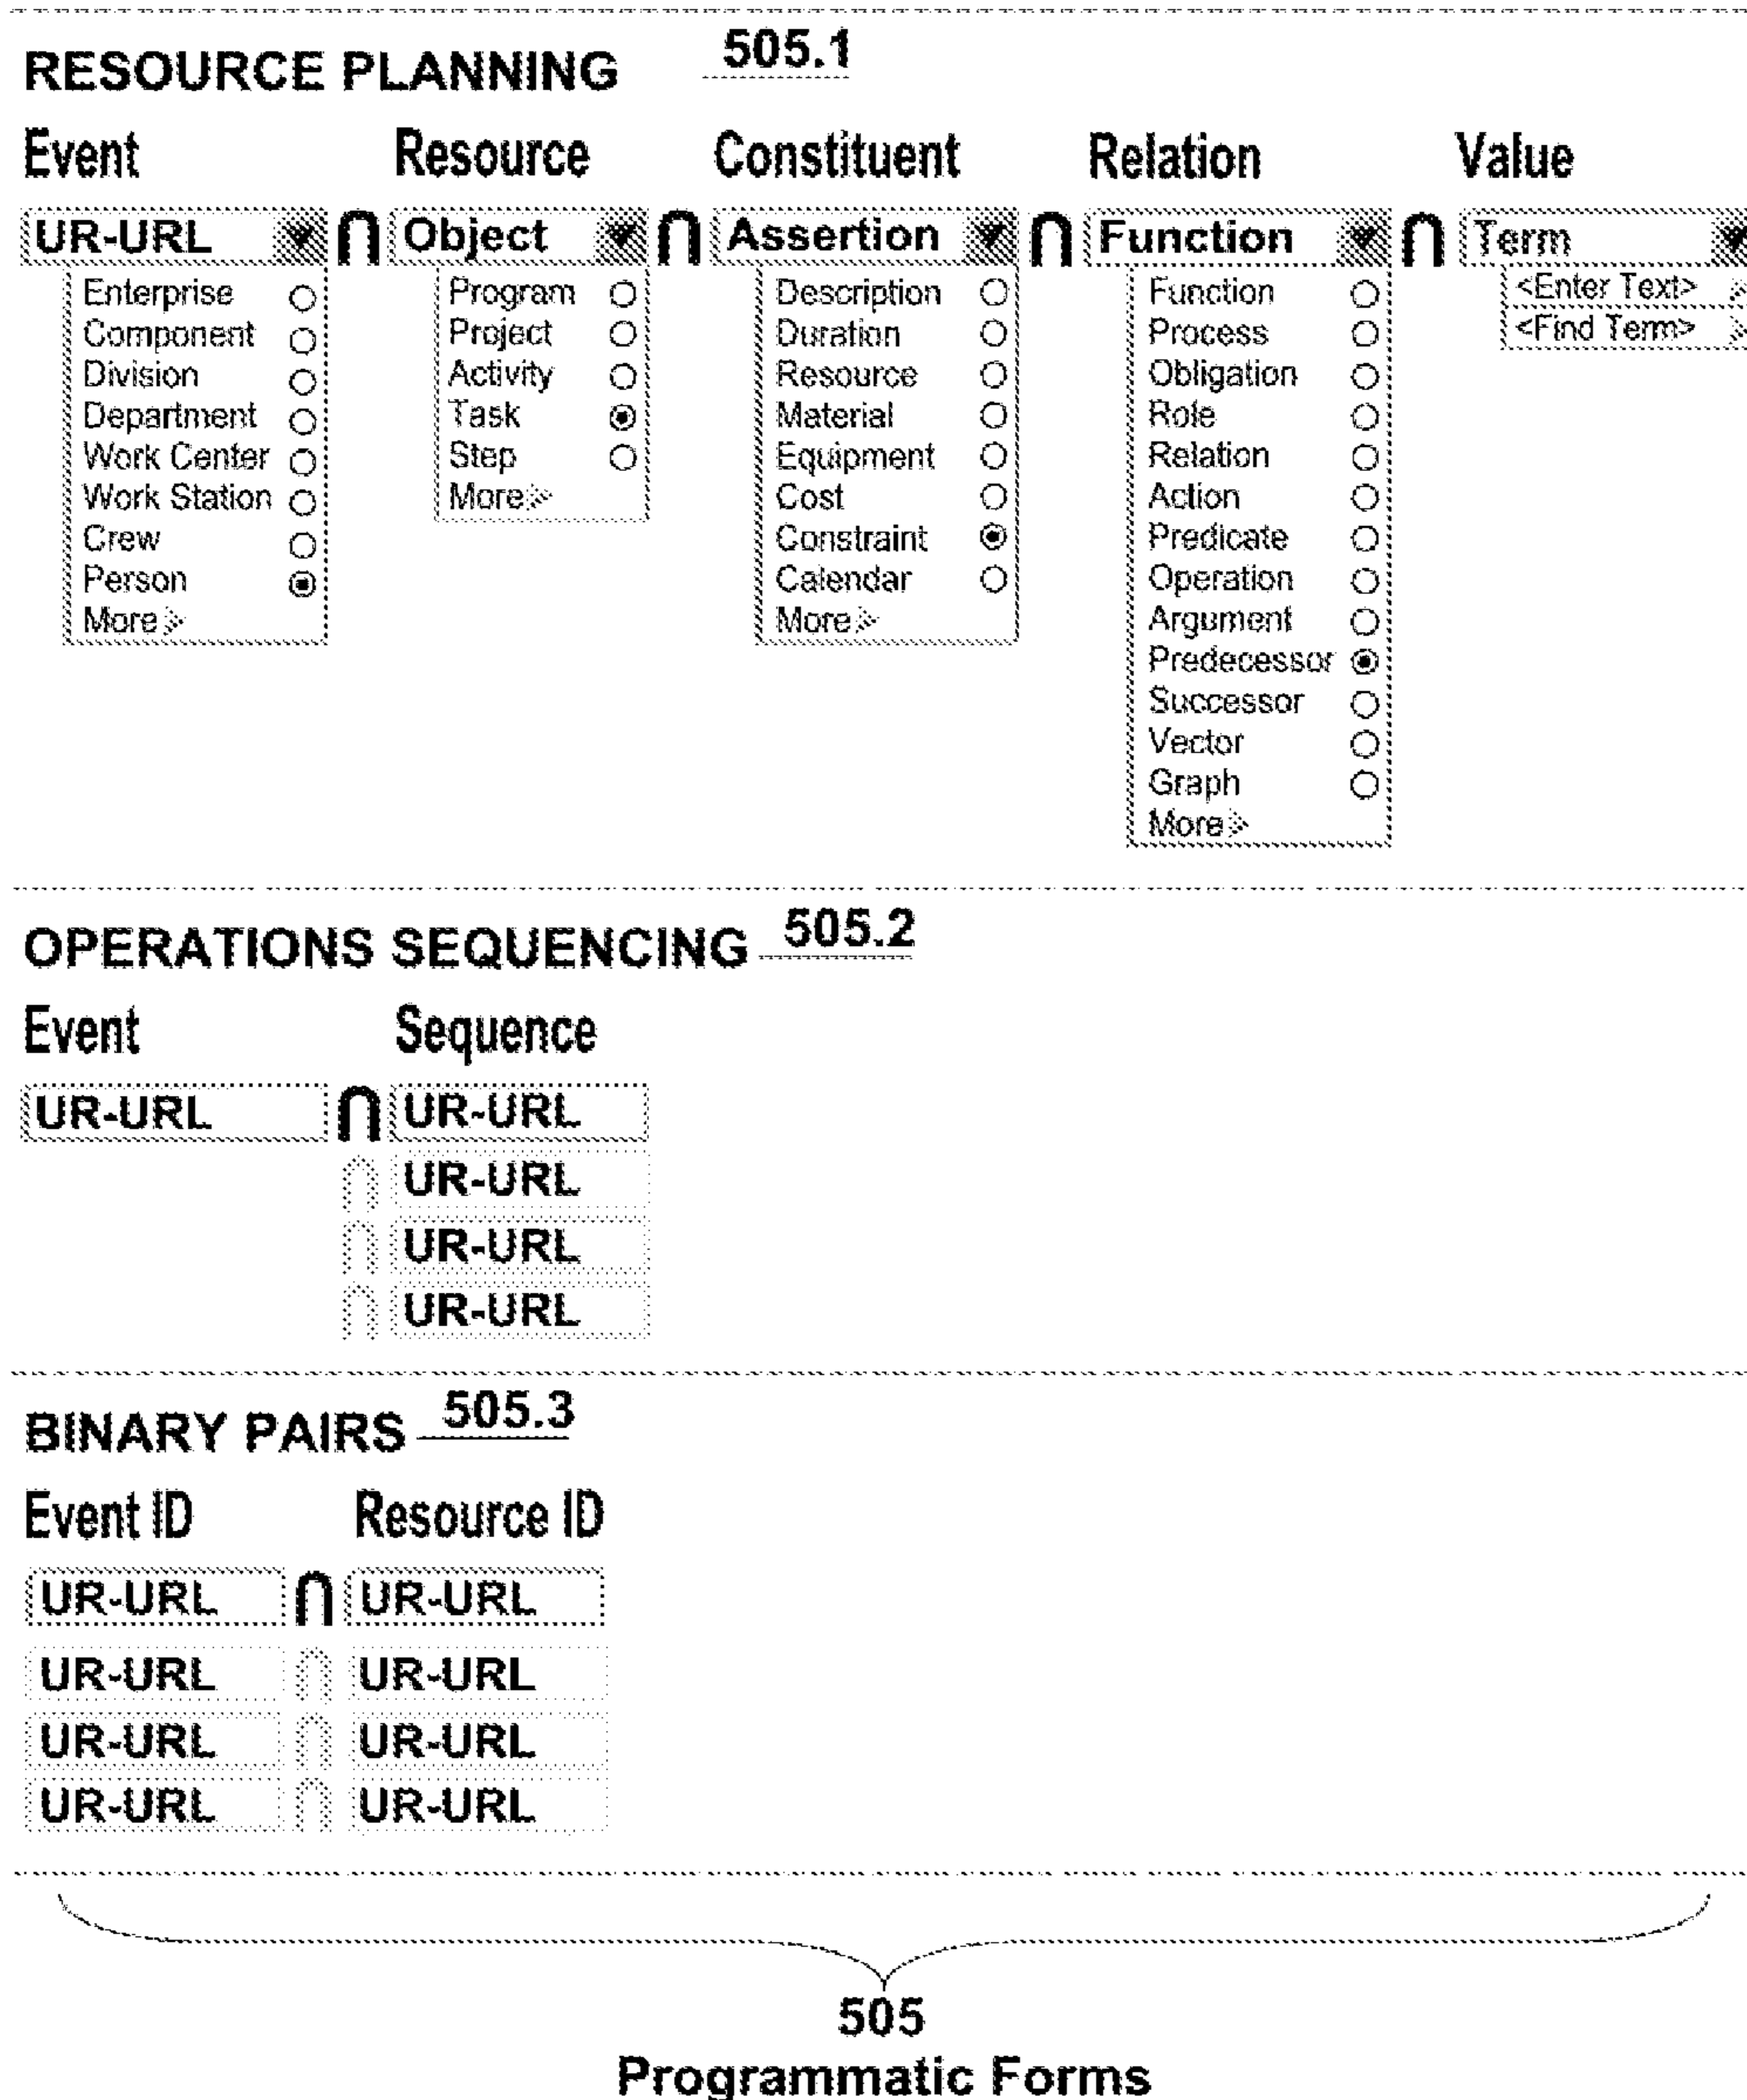 RESOURCE PLANNING 505.1
Event Resource Constituent Relation Value
UR-URL ∩ Object ∩ Assertion ∩ Function ∩ Term
Enterprise Program Description Function <Enter Text>
Component Project Duration Process <Find Term>
Division Activity Resource Obligation
Department Task Material Role
Work Center Step Equipment Relation
Work Station More Cost Action
Crew Constraint Predicate
Person Calendar Operation
More More Argument
Predecessor
Successor
Vector
Graph
More
OPERATIONS SEQUENCING 505.2
Event Sequence
UR-URL ∩ UR-URL
∩ UR-URL
∩ UR-URL
∩ UR-URL
BINARY PAIRS 505.3
Event ID Resource ID
UR-URL ∩ UR-URL
UR-URL ∩ UR-URL
UR-URL ∩ UR-URL
UR-URL ∩ UR-URL
505
Programmatic Forms